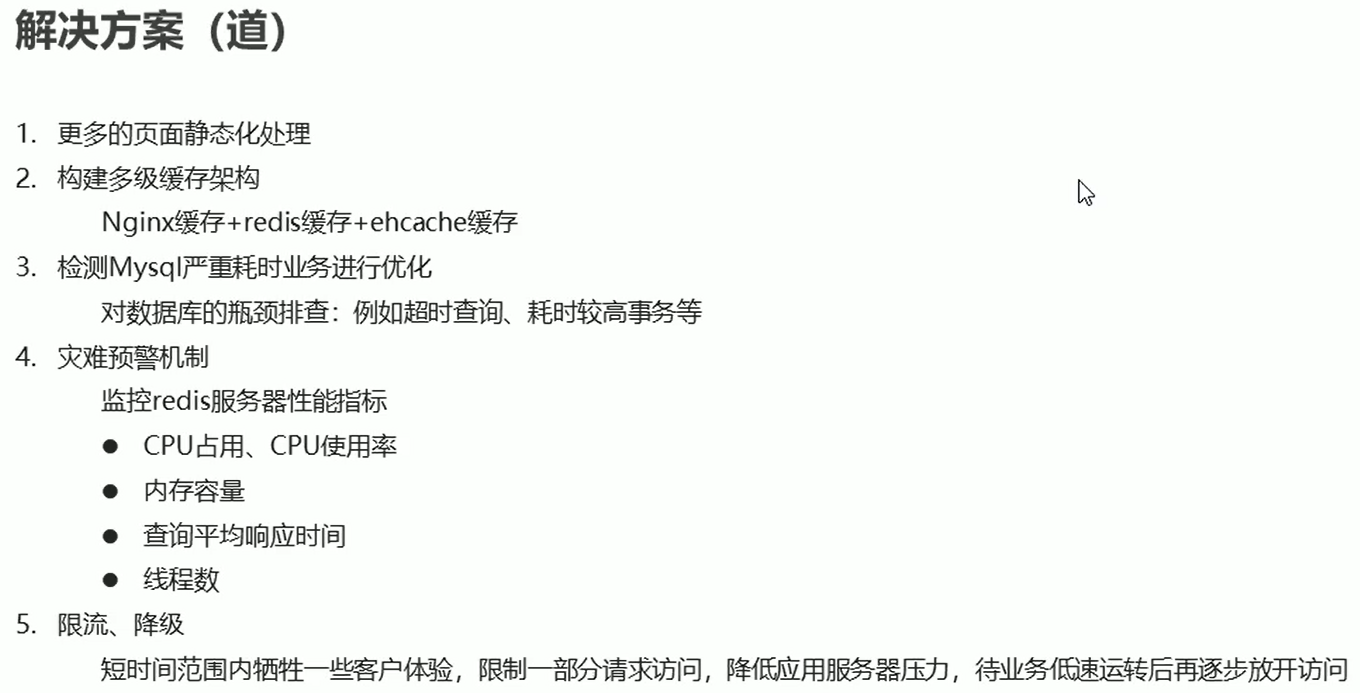 解决方案（道）
1. 更多的页面静态化处理
2. 构建多级缓存架构
Nginx缓存+redis缓存+ehcache缓存
3. 检测Mysql严重耗时业务进行优化
对数据库的瓶颈排查：例如超时查询、耗时较高事务等
4. 灾难预警机制
监控redis服务器性能指标
● CPU占用、CPU使用率
● 内存容量
● 查询平均响应时间
● 线程数
5. 限流、降级
短时间范围内牺牲一些客户体验，限制一部分请求访问，降低应用服务器压力，待业务低速运转后再逐步放开访问